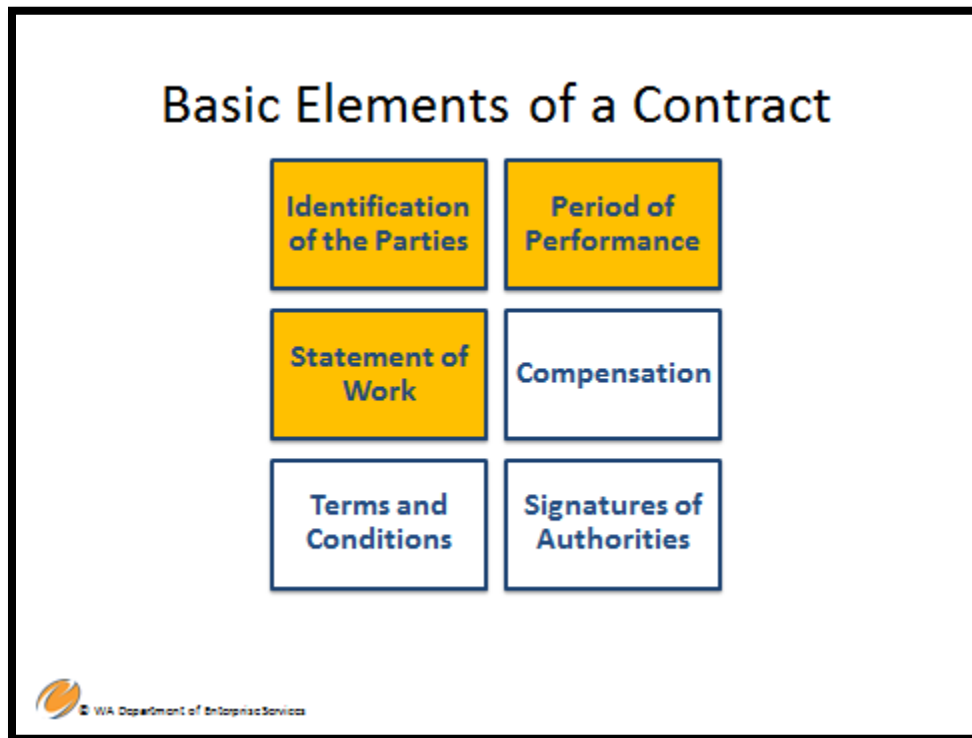 Basic Elements of a Contract
Identification
of the Parties
Period of
Performance
Statement of
Work
Compensation
Terms and
Conditions
Signatures of
Authorities
© WA Department of Enterprise Services